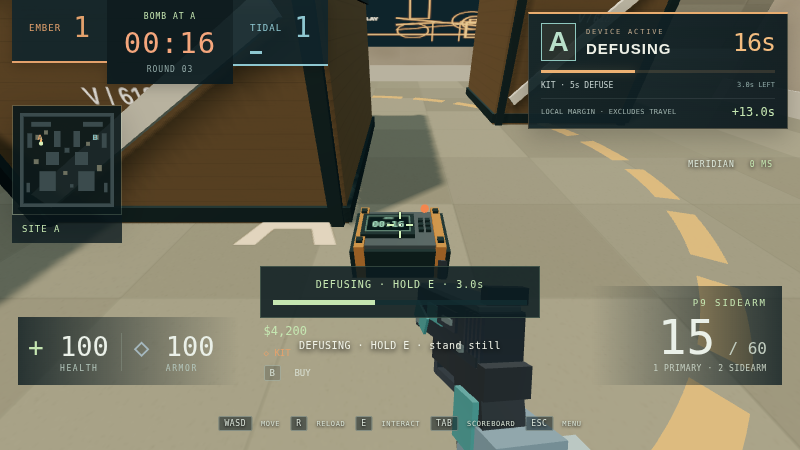 EMBER 1
BOMB AT A
00:16
ROUND 03
TIDAL 1
A
DEVICE ACTIVE
DEFUSING
16s
KIT · 5s DEFUSE
3.0s LEFT
LOCAL MARGIN · EXCLUDES TRAVEL
+13.0s
MERIDIAN 0 MS
SITE A
00:16
DEFUSING · HOLD E · 3.0s
$4,200
KIT
DEFUSING · HOLD E · stand still
B BUY
+ 100
HEALTH
100
ARMOR
P9 SIDEARM
15 / 60
1 PRIMARY · 2 SIDEARM
WASD MOVE R RELOAD E INTERACT TAB SCOREBOARD ESC MENU